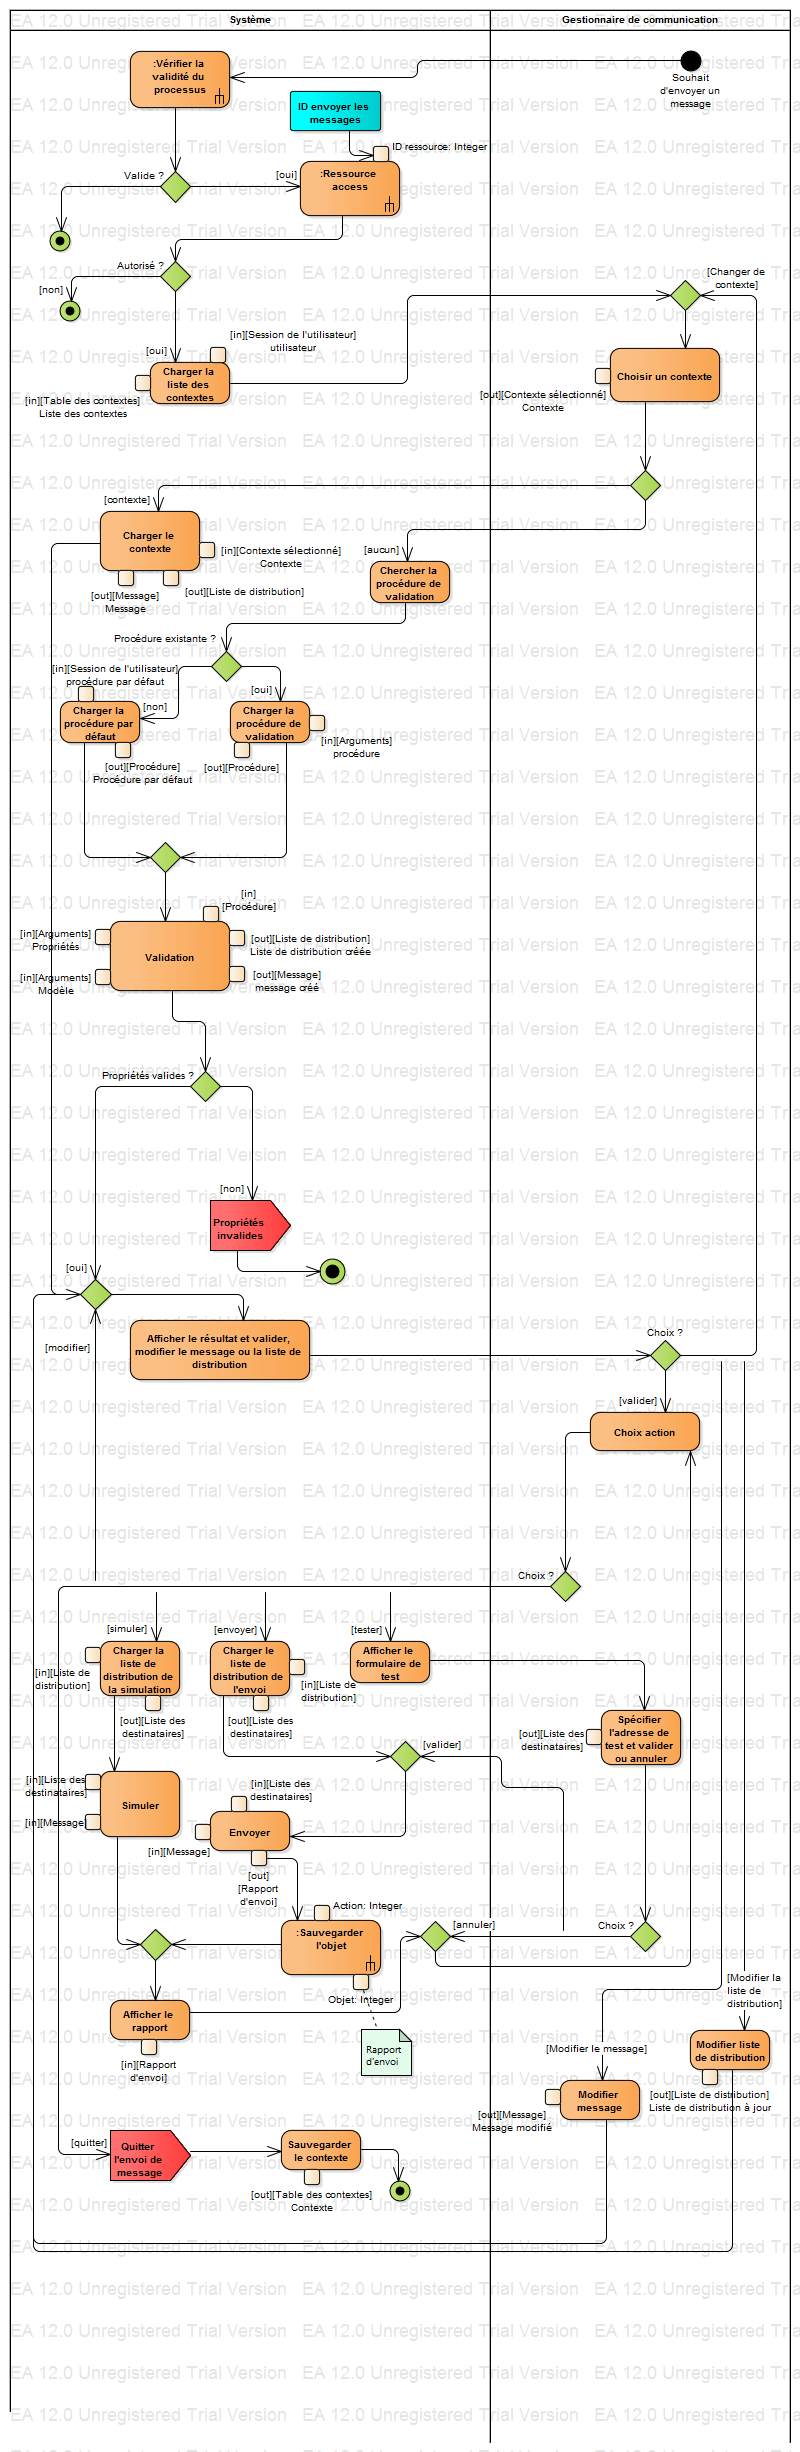 Système
Gestionnaire de communication
:Vérifier la
validité du
processus
Souhait
d'envoyer un
message
ID envoyer les
messages
ID ressource: Integer
:Ressource
access
Valide ?
[oui]
Autorisé ?
[non]
[Changer de
contexte]
[in][Session de l'utilisateur]
utilisateur
[oui]
Charger la
liste des
contextes
[in][Table des contextes]
Liste des contextes
Choisir un contexte
[out][Contexte sélectionné]
Contexte
[contexte]
Charger le
contexte
[in][Contexte sélectionné]
Contexte
[out][Message]
Message
[out][Liste de distribution]
[aucun]
Chercher la
procédure de
validation
Procédure existante ?
[in][Session de l'utilisateur]
procédure par défaut
[non]
[oui]
Charger la
procédure par
défaut
Charger la
procédure de
validation
[in][Arguments]
procédure
[out][Procédure]
Procédure par défaut
[out][Procédure]
[in]
[Procédure]
[in][Arguments]
Propriétés
[in][Arguments]
Modèle
Validation
[out][Liste de distribution]
Liste de distribution créée
[out][Message]
message créé
Propriétés valides ?
[non]
Propriétés
invalides
[oui]
[modifier]
Afficher le résultat et valider,
modifier le message ou la liste de
distribution
Choix ?
[valider]
Choix action
Choix ?
[simuler]
[envoyer]
[tester]
Charger la
liste de
distribution de
la simulation
[in][Liste de
distribution]
[out][Liste des
destinataires]
Charger le
liste de
distribution de
l'envoi
[in][Liste de
distribution]
[out][Liste des
destinataires]
Afficher le
formulaire de
test
Spécifier
l'adresse de
test et valider
ou annuler
[out][Liste des
destinataires]
[valider]
[in][Liste des
destinataires]
[in][Message]
Simuler
[in][Liste des
destinataires]
Envoyer
[in][Message]
[out]
[Rapport
d'envoi]
Action: Integer
:Sauvegarder
l'objet
Objet: Integer
Rapport
d'envoi
[annuler]
Choix ?
Afficher le
rapport
[in][Rapport
d'envoi]
[Modifier la
liste de
distribution]
[Modifier le message]
Modifier liste
de distribution
[out][Liste de distribution]
Liste de distribution à jour
Modifier
message
[out][Message]
Message modifié
[quitter]
Quitter
l'envoi de
message
Sauvegarder
le contexte
[out][Table des contextes]
Contexte
EA 12.0 Unregistered Trial Version